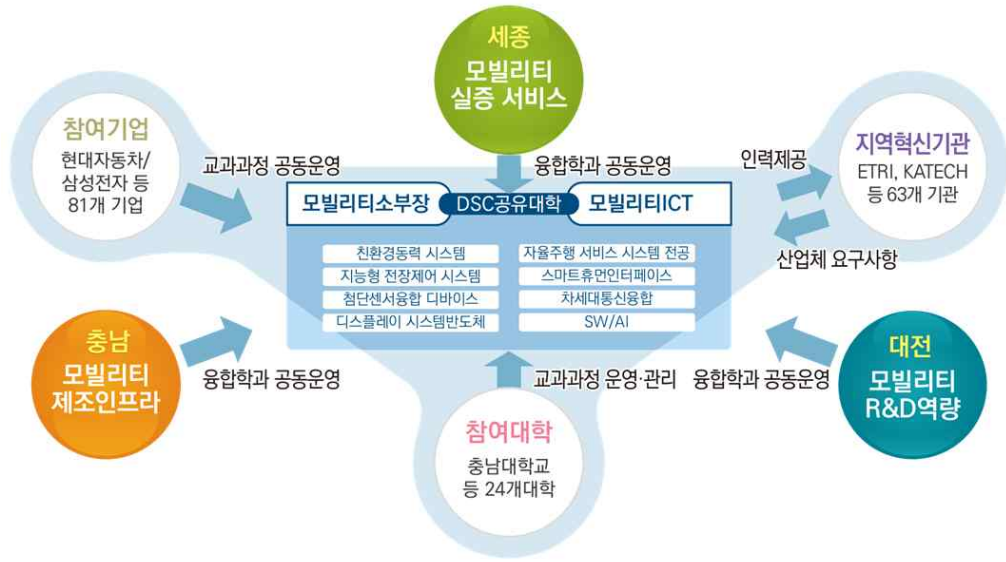 세종
모빌리티
실증 서비스
참여기업
현대자동차/
삼성전자 등
81개 기업
지역혁신기관
ETRI, KATECH
등 63개 기관
교과과정 공동운영
융합학과 공동운영
인력제공
산업체 요구사항
모빌리티소부장
DSC공유대학
모빌리티ICT
친환경동력 시스템
지능형 전장제어 시스템
첨단센서융합 디바이스
디스플레이 시스템반도체
자율주행 서비스 시스템 전공
스마트휴먼인터페이스
차세대통신융합
SW/AI
충남
모빌리티
제조인프라
융합학과 공동운영
교과과정 운영·관리
융합학과 공동운영
대전
모빌리티
R&D역량
참여대학
충남대학교
등 24개대학